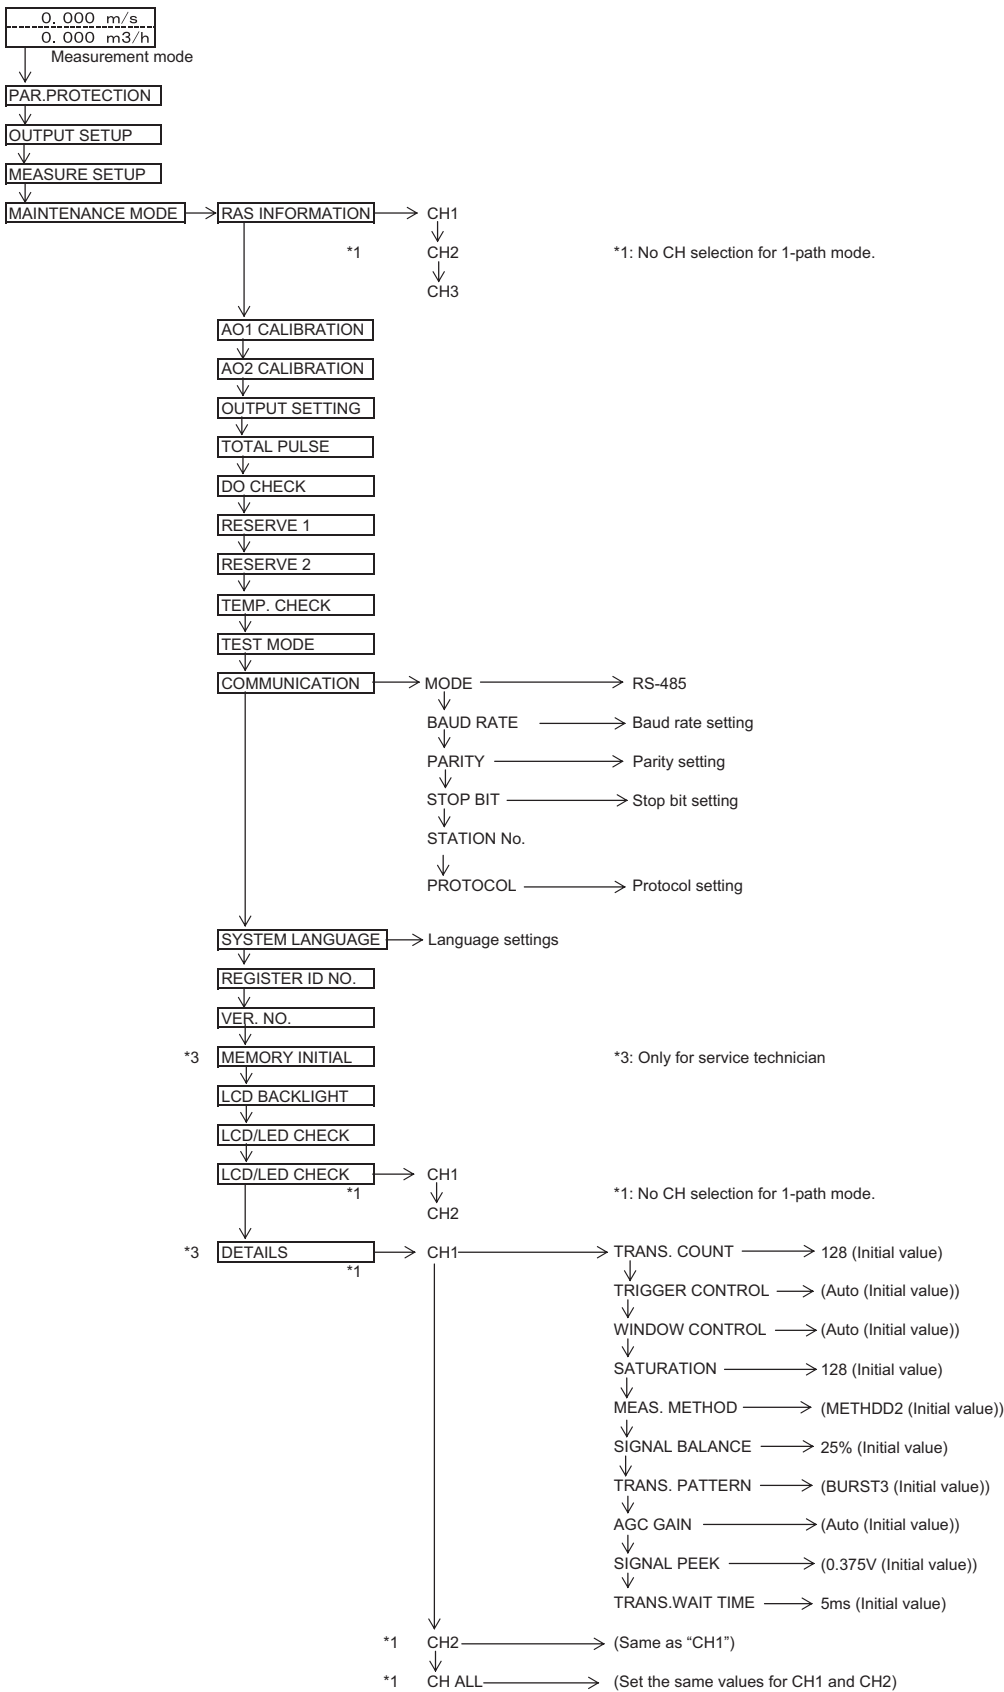 0. 000 m/s
0. 000 m3/h
Measurement mode
PAR.PROTECTION
OUTPUT SETUP
MEASURE SETUP
MAINTENANCE MODE
RAS INFORMATION
CH1
*1
CH2
*1: No CH selection for 1-path mode.
CH3
AO1 CALIBRATION
AO2 CALIBRATION
OUTPUT SETTING
TOTAL PULSE
DO CHECK
RESERVE 1
RESERVE 2
TEMP. CHECK
TEST MODE
COMMUNICATION
MODE
RS-485
BAUD RATE
Baud rate setting
PARITY
Parity setting
STOP BIT
Stop bit setting
STATION No.
PROTOCOL
Protocol setting
SYSTEM LANGUAGE
Language settings
REGISTER ID NO.
VER. NO.
*3
MEMORY INITIAL
*3: Only for service technician
LCD BACKLIGHT
LCD/LED CHECK
LCD/LED CHECK
CH1
*1
*1: No CH selection for 1-path mode.
CH2
*3
DETAILS
*1
CH1
TRANS. COUNT
128 (Initial value)
TRIGGER CONTROL
(Auto (Initial value))
WINDOW CONTROL
(Auto (Initial value))
SATURATION
128 (Initial value)
MEAS. METHOD
(METHDD2 (Initial value))
SIGNAL BALANCE
25% (Initial value)
TRANS. PATTERN
(BURST3 (Initial value))
AGC GAIN
(Auto (Initial value))
SIGNAL PEEK
(0.375V (Initial value))
TRANS.WAIT TIME
5ms (Initial value)
*1
CH2
(Same as “CH1”)
*1
CH ALL
(Set the same values for CH1 and CH2)